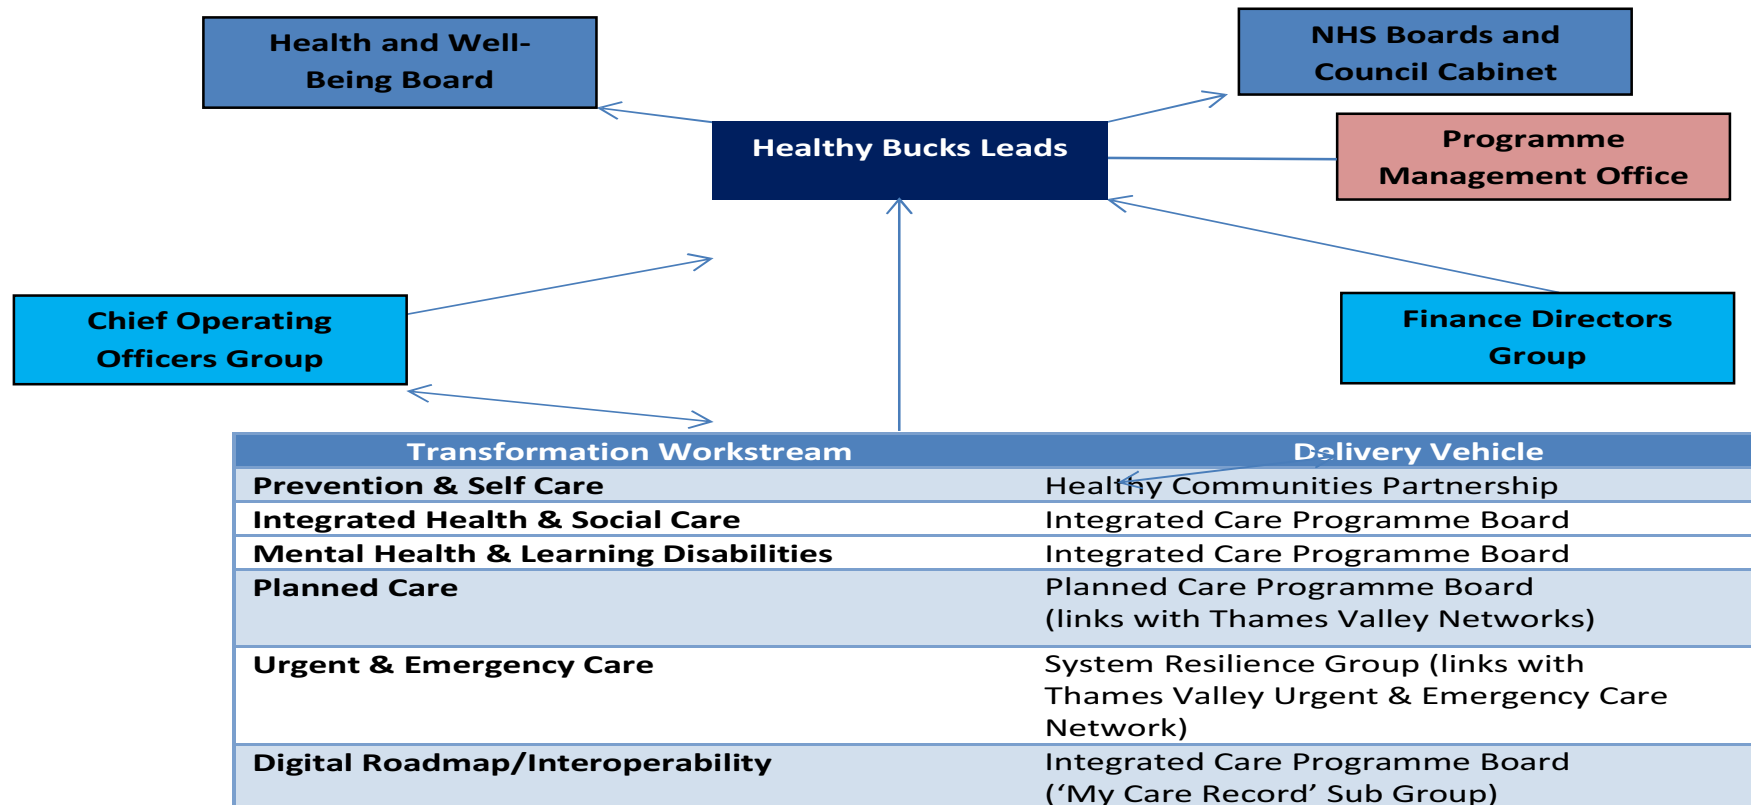 Health and Well-
Being Board
NHS Boards and
Council Cabinet
Healthy Bucks Leads
Programme
Management Office
Chief Operating
Officers Group
Finance Directors
Group
Transformation Workstream
Delivery Vehicle
Prevention & Self Care
Healthy Communities Partnership
Integrated Health & Social Care
Integrated Care Programme Board
Mental Health & Learning Disabilities
Integrated Care Programme Board
Planned Care
Planned Care Programme Board
(links with Thames Valley Networks)
Urgent & Emergency Care
System Resilience Group (links with
Thames Valley Urgent & Emergency Care
Network)
Digital Roadmap/Interoperability
Integrated Care Programme Board
(‘My Care Record’ Sub Group)